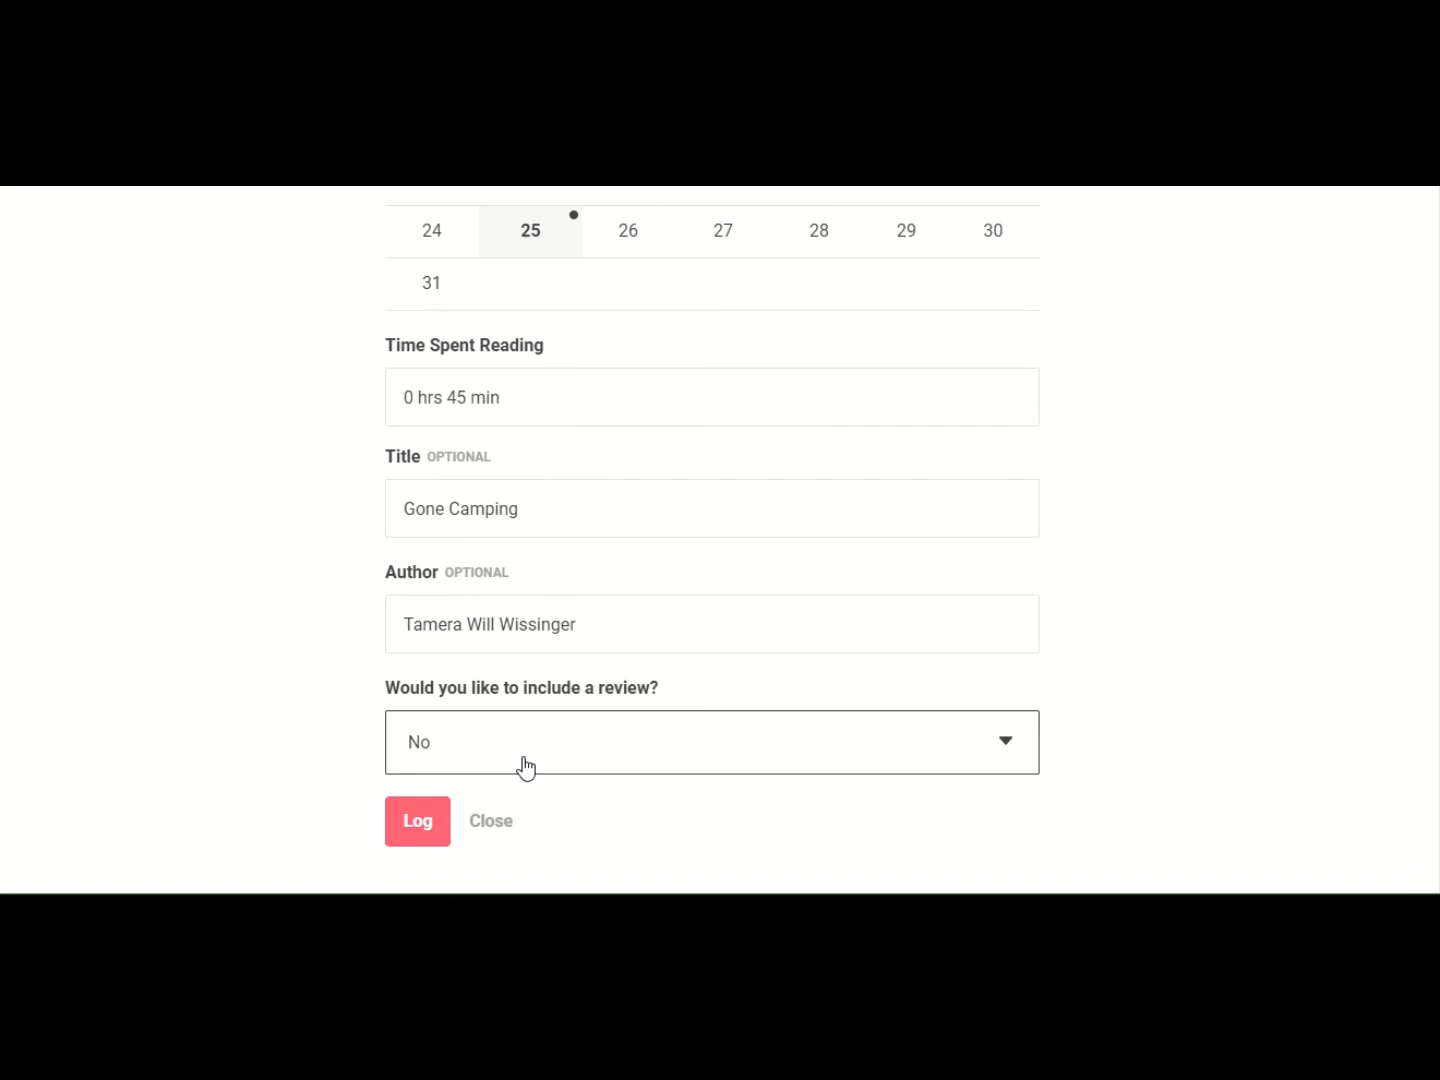 24 25 26 27 28 29 30
31
Time Spent Reading
0 hrs 45 min
Title OPTIONAL
Gone Camping
Author OPTIONAL
Tamera Will Wissinger
Would you like to include a review?
No
Log Close